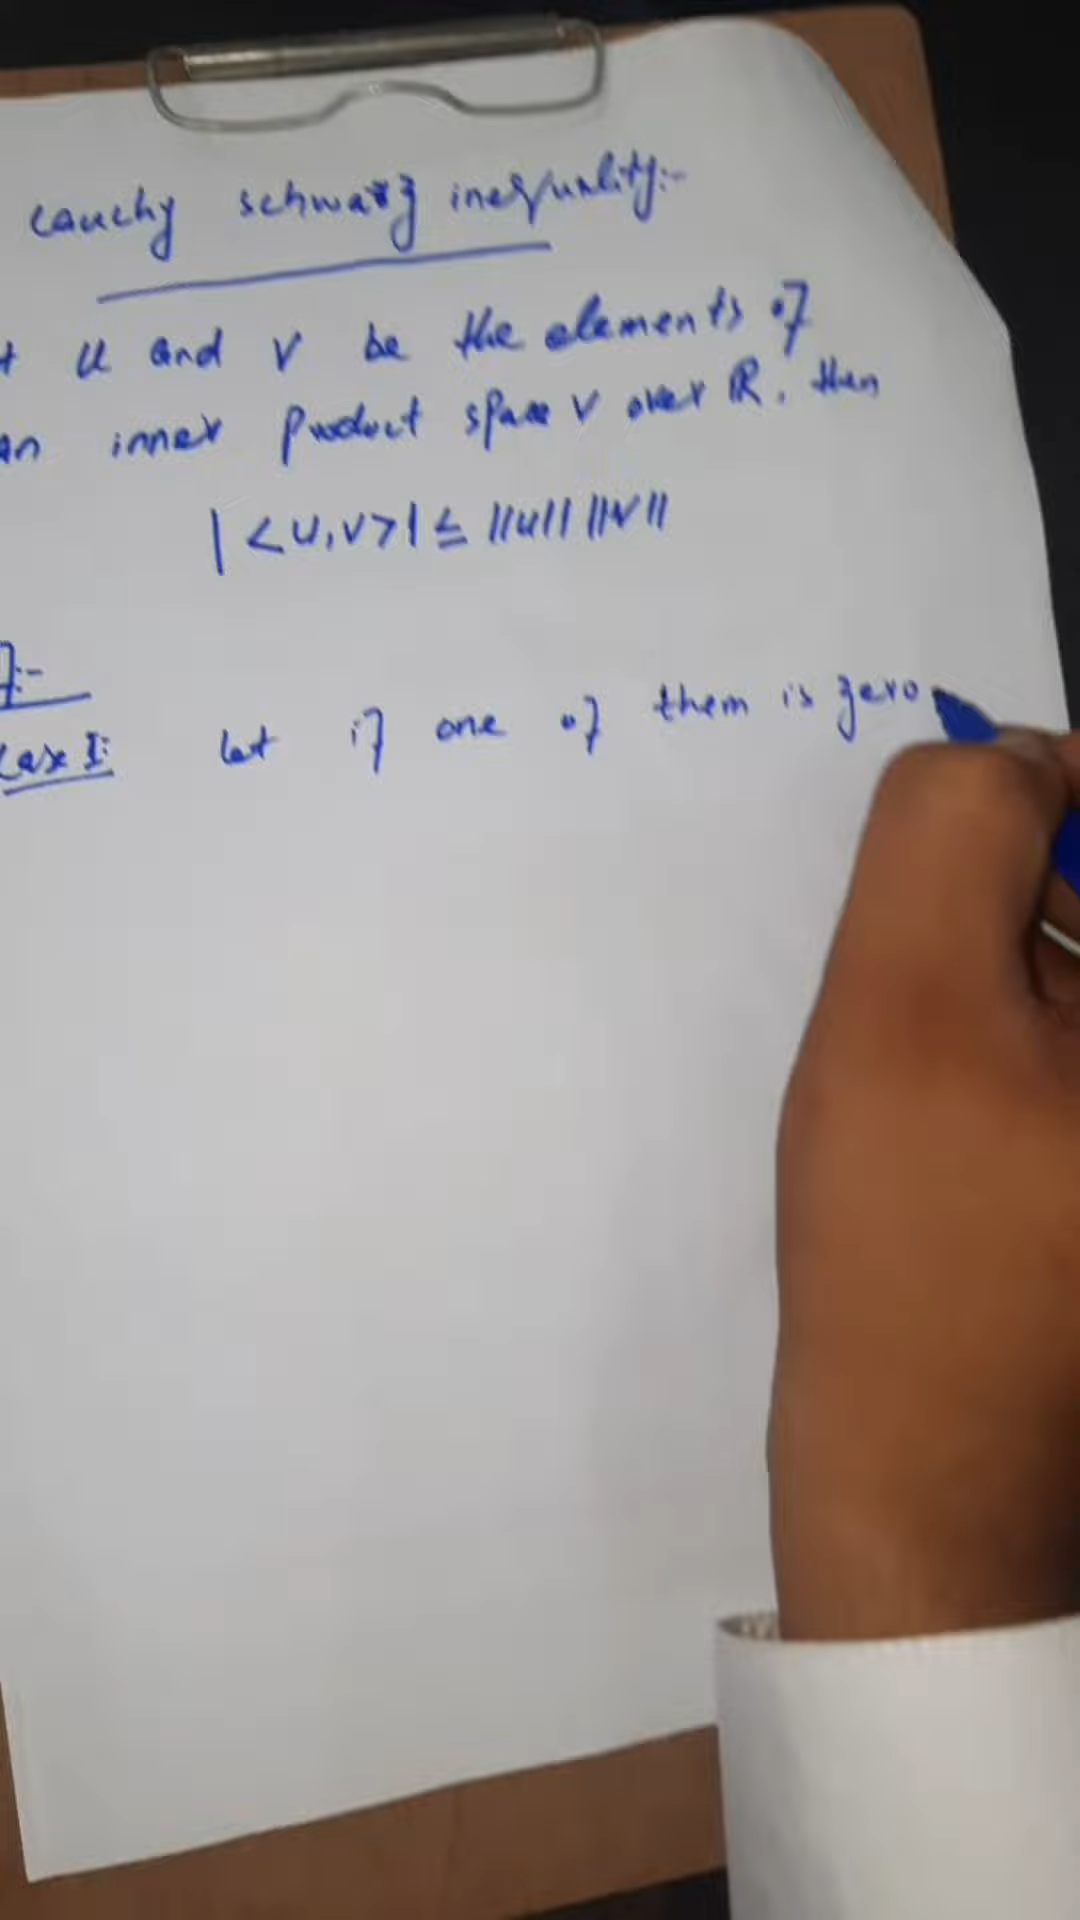 Cauchy schwarz inequality:-
t u and v be the elements of
an inner product space V over R. then
|<u,v>| ≤ ||u|| ||v||
f:-
Case I: Let if one of them is zero